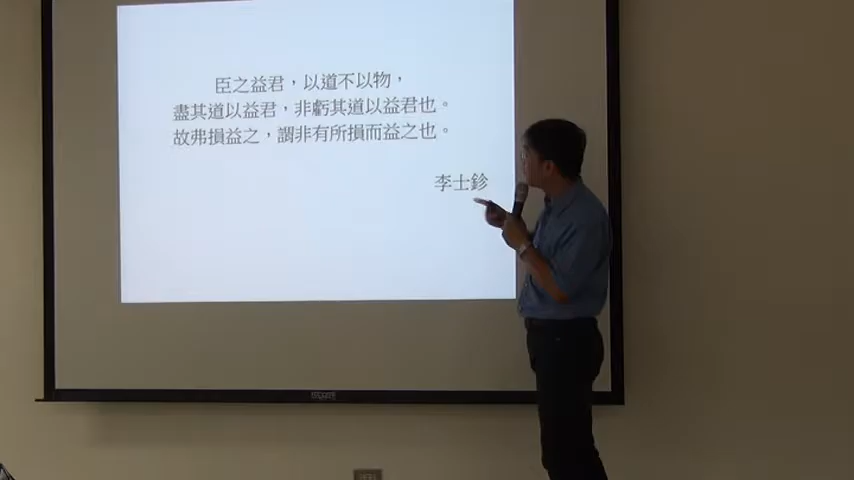 臣之益君，以道不以物，
盡其道以益君，非虧其道以益君也。
故弗損益之，謂非有所損而益之也。
李士鉁